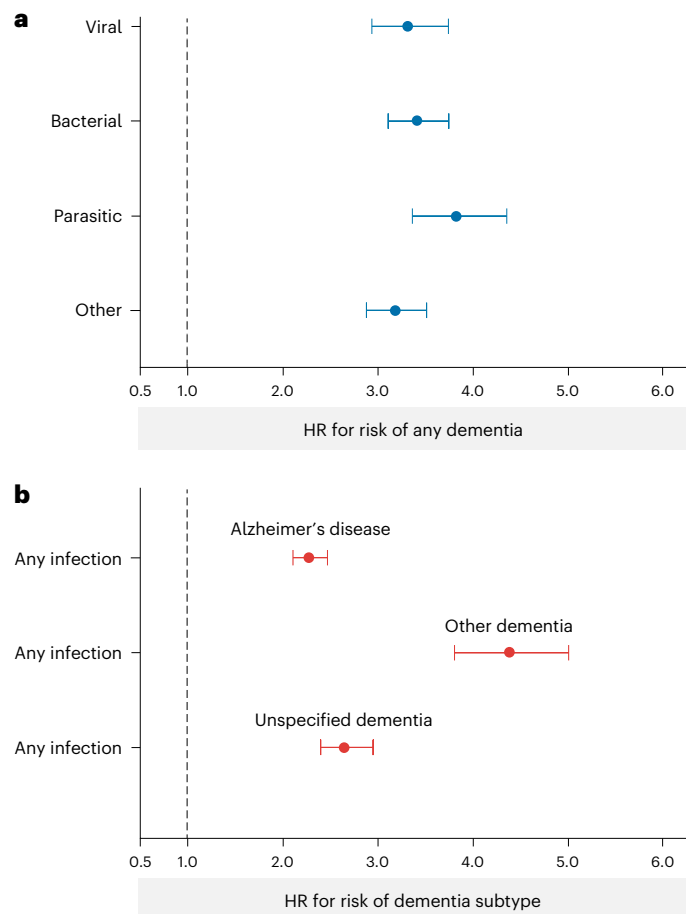 a
Viral
Bacterial
Parasitic
Other
0.5 1.0 2.0 3.0 4.0 5.0 6.0
HR for risk of any dementia
b
Alzheimer’s disease
Any infection
Other dementia
Any infection
Unspecified dementia
Any infection
0.5 1.0 2.0 3.0 4.0 5.0 6.0
HR for risk of dementia subtype